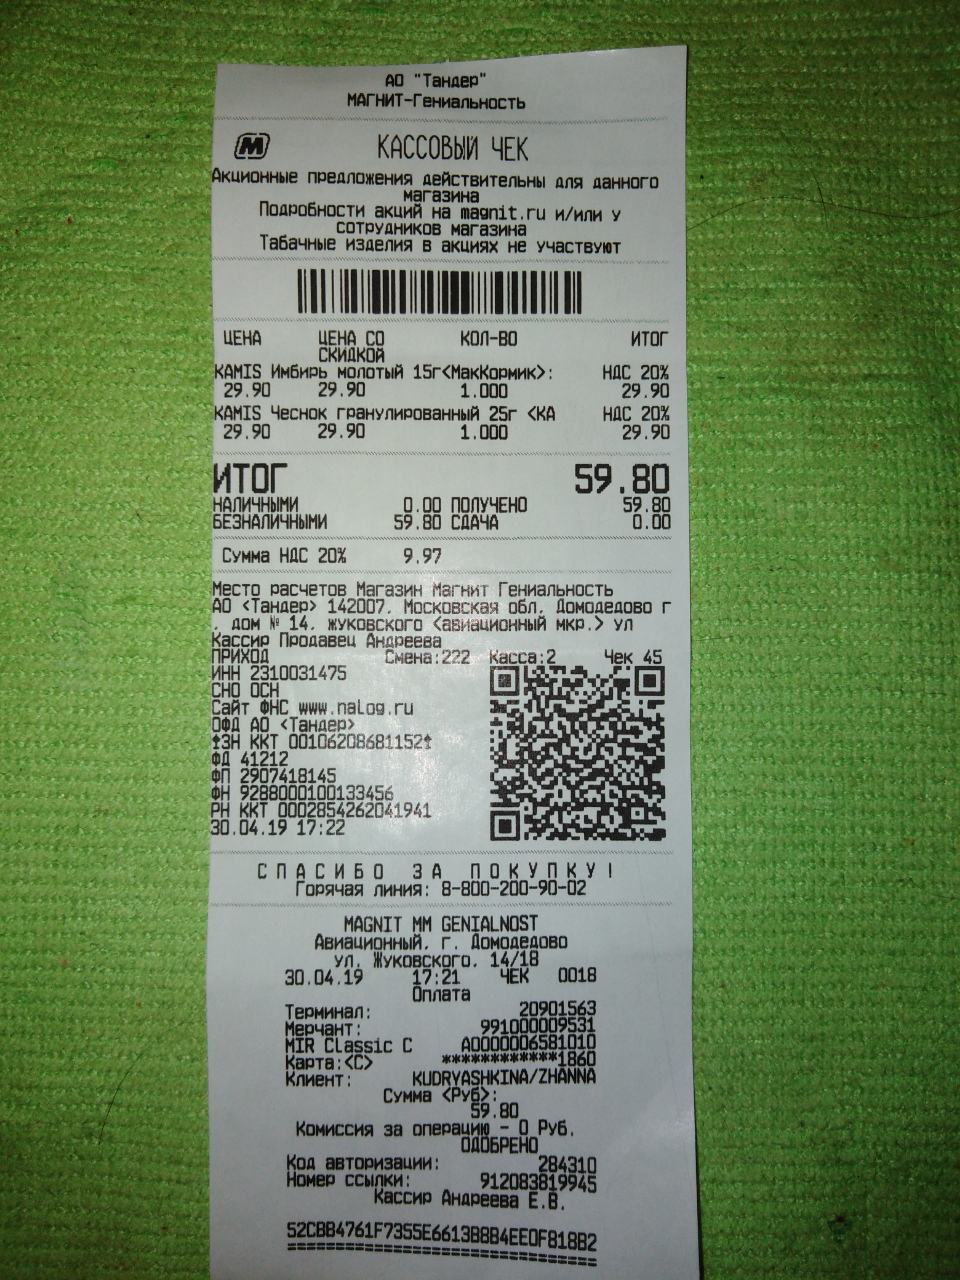 АО "Тандер"
МАГНИТ-Гениальность
М КАССОВЫЙ ЧЕК
Акционные предложения действительны для данного
магазина
Подробности акций на magnit.ru и/или у
сотрудников магазина
Табачные изделия в акциях не участвуют
ЦЕНА ЦЕНА СО СКИДКОЙ КОЛ-ВО ИТОГ
KAMIS Имбирь молотый 15г<МакКормик>: НДС 20%
29.90 29.90 1.000 29.90
KAMIS Чеснок гранулированный 25г <КА НДС 20%
29.90 29.90 1.000 29.90
ИТОГ 59.80
НАЛИЧНЫМИ 0.00 ПОЛУЧЕНО 59.80
БЕЗНАЛИЧНЫМИ 59.80 СДАЧА 0.00
Сумма НДС 20% 9.97
Место расчетов Магазин Магнит Гениальность
АО <Тандер> 142007. Московская обл. Домодедово г
. дом № 14. жуковского <авиационный мкр.> ул
Кассир Продавец Андреева
ПРИХОД Смена:222 Касса:2 Чек 45
ИНН 2310031475
СНО ОСН
Сайт ФНС www.nalog.ru
ОФД АО <Тандер>
↑ЗН ККТ 00106208681152↑
ФД 41212
ФП 2907418145
ФН 9288000100133456
РН ККТ 0002854262041941
30.04.19 17:22
СПАСИБО ЗА ПОКУПКУ!
Горячая линия: 8-800-200-90-02
MAGNIT MM GENIALNOST
Авиационный. г. Домодедово
ул. Жуковского. 14/18
30.04.19 17:21 ЧЕК 0018
Оплата
Терминал: 20901563
Мерчант: 991000009531
MIR Classic C A0000006581010
Карта:<C> ************1860
Клиент: KUDRYASHKINA/ZHANNA
Сумма <Руб>:
59.80
Комиссия за операцию - 0 Руб.
ОДОБРЕНО
Код авторизации: 284310
Номер ссылки: 912083819945
Кассир Андреева Е.В.
52CBB4761F7355E6613B8B4EE0F818B2